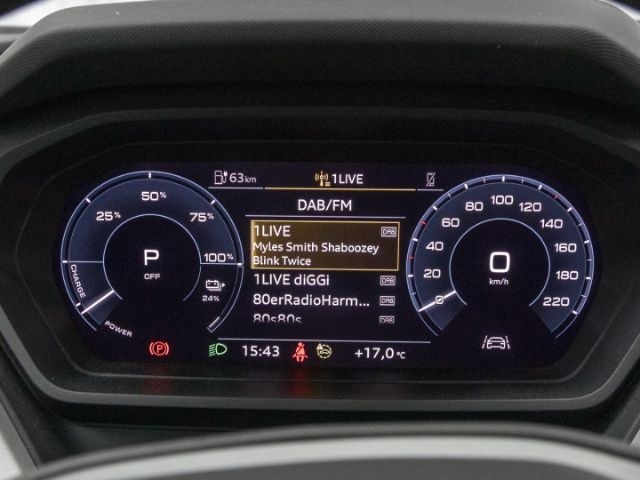 63km
1LIVE
DAB/FM
1LIVE DAB
Myles Smith Shaboozey
Blink Twice
1LIVE diGGi DAB
80erRadioHarm... DAB
80s80s DAB
50%
25% 75%
100%
P
OFF
24%
CHARGE
POWER
0 20 40 60 80 100 120 140 160 180 200 220
0
km/h
P 15:43 +17,0 °C